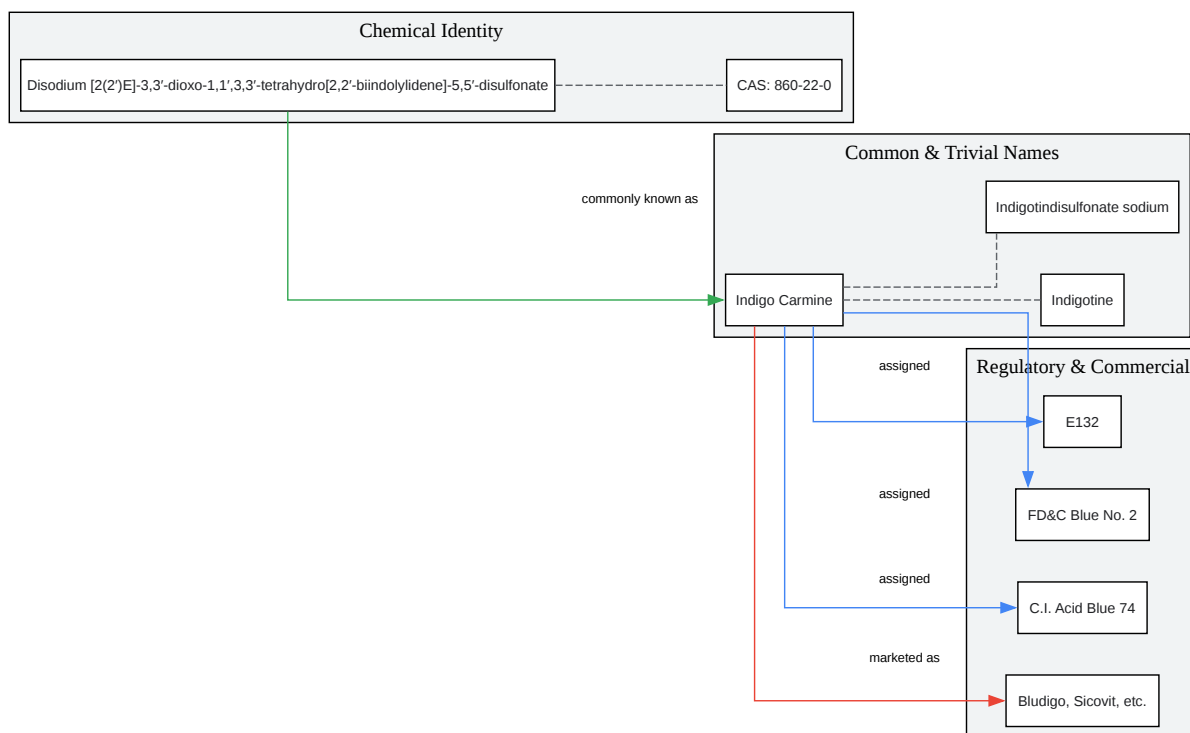 Chemical Identity
Disodium [2(2′)E]-3,3′-dioxo-1,1′,3,3′-tetrahydro[2,2′-biindolylidene]-5,5′-disulfonate
CAS: 860-22-0
Common & Trivial Names
commonly known as
Indigotindisulfonate sodium
Indigo Carmine
Indigotine
assigned
Regulatory & Commercial
E132
assigned
FD&C Blue No. 2
assigned
C.I. Acid Blue 74
marketed as
Bludigo, Sicovit, etc.